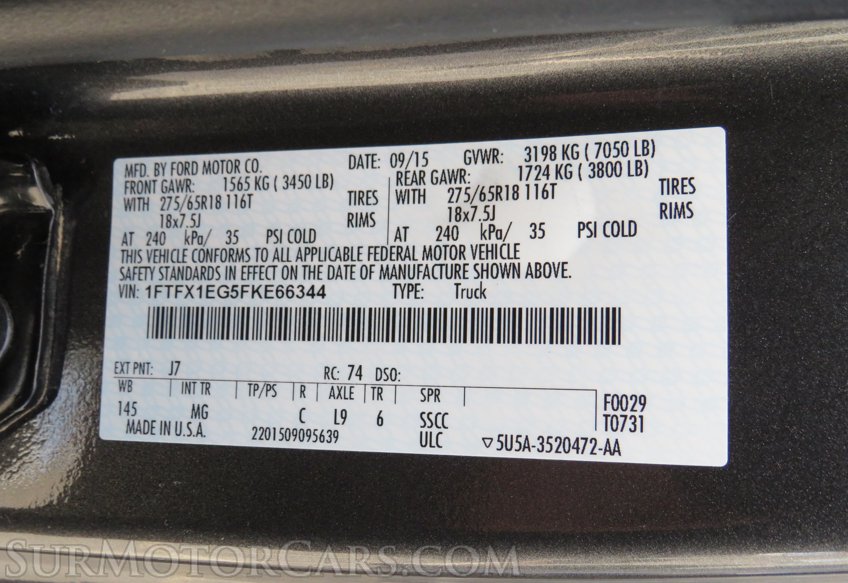 MFD. BY FORD MOTOR CO. DATE: 09/15 GVWR: 3198 KG ( 7050 LB)
FRONT GAWR: 1565 KG ( 3450 LB) REAR GAWR: 1724 KG ( 3800 LB)
WITH 275/65R18 116T TIRES WITH 275/65R18 116T TIRES
18x7.5J RIMS 18x7.5J RIMS
AT 240 kPa/ 35 PSI COLD AT 240 kPa/ 35 PSI COLD
THIS VEHICLE CONFORMS TO ALL APPLICABLE FEDERAL MOTOR VEHICLE
SAFETY STANDARDS IN EFFECT ON THE DATE OF MANUFACTURE SHOWN ABOVE.
VIN: 1FTFX1EG5FKE66344 TYPE: Truck
EXT PNT: J7 RC: 74 DSO:
WB INT TR TP/PS R AXLE TR SPR
145 MG C L9 6 SSCC F0029
MADE IN U.S.A. 2201509095639 ULC ▽5U5A-3520472-AA T0731
SURMOTORCARS.COM